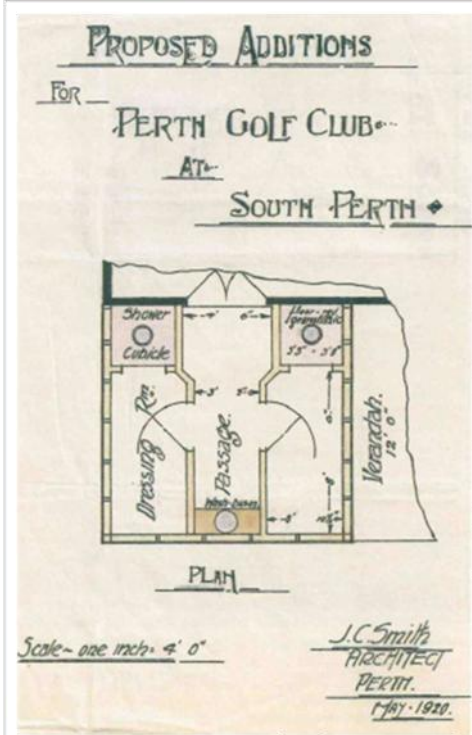 PROPOSED ADDITIONS
FOR
PERTH GOLF CLUB
AT
SOUTH PERTH
Shower
Cubicle
Dressing Rm.
Passage.
Verandah.
12' 0"
PLAN
Scale - one inch = 4' 0"
J.C. Smith
ARCHITECT
PERTH.
MAY - 1920.